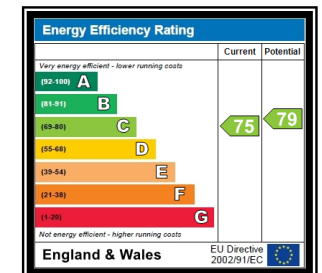 Energy Efficiency Rating
Current Potential
Very energy efficient - lower running costs
(92-100) A
(81-91) B
(69-80) C 75 79
(55-68) D
(39-54) E
(21-38) F
(1-20) G
Not energy efficient - higher running costs
England & Wales
EU Directive
2002/91/EC